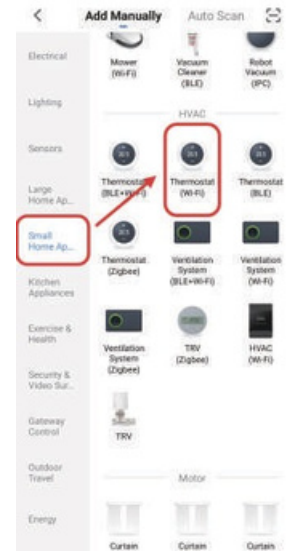 Add Manually
Auto Scan
Electrical
Lighting
Sensors
Large
Home Ap...
Small
Home Ap...
Kitchen
Appliances
Exercise &
Health
Security &
Video Sur...
Gateway
Control
Outdoor
Travel
Energy
Mower
(Wi-Fi)
Vacuum
Cleaner
(BLE)
Robot
Vacuum
(IPC)
HVAC
Thermostat
(BLE+Wi-Fi)
Thermostat
(Wi-Fi)
Thermostat
(BLE)
Thermostat
(Zigbee)
Ventilation
System
(BLE+Wi-Fi)
Ventilation
System
(Wi-Fi)
Ventilation
System
(Zigbee)
TRV
(Zigbee)
HVAC
(Wi-Fi)
TRV
Motor
Curtain
Curtain
Curtain